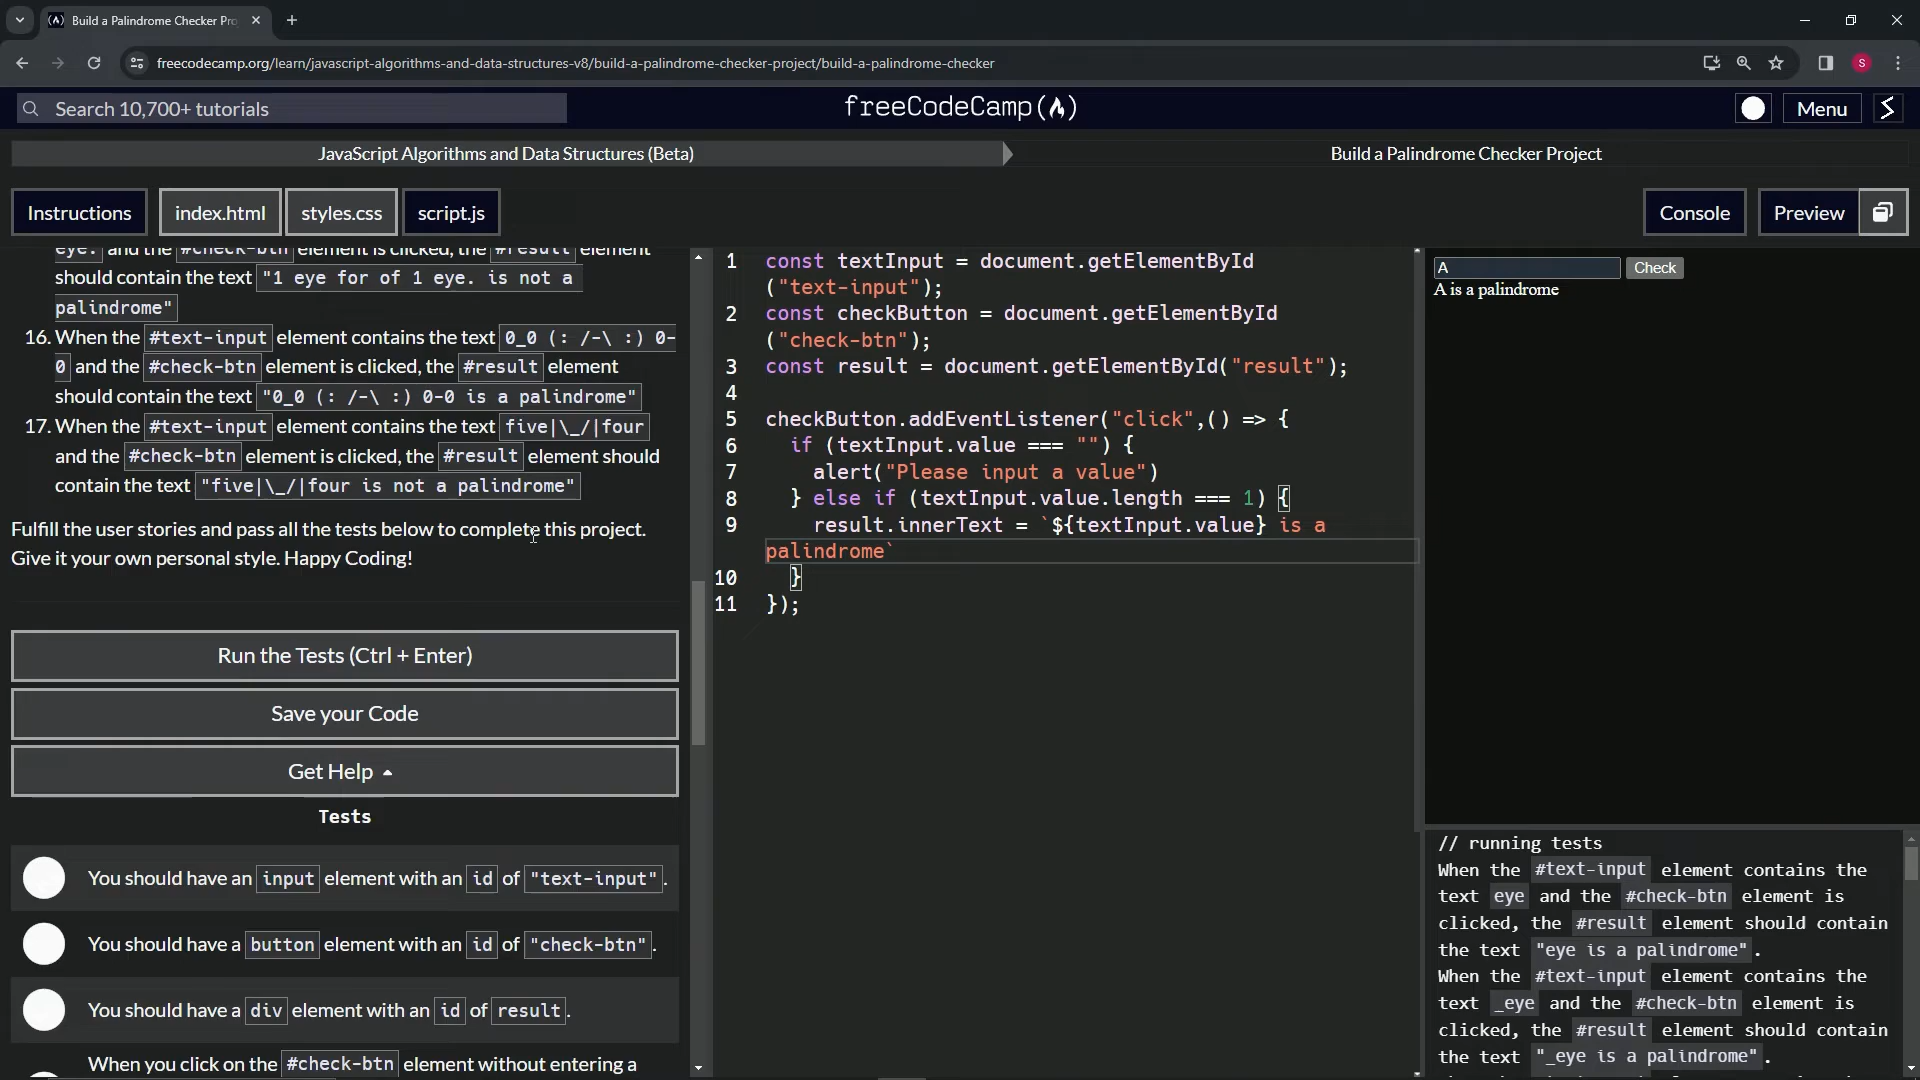 Build a Palindrome Checker Pro
freecodecamp.org/learn/javascript-algorithms-and-data-structures-v8/build-a-palindrome-checker-project/build-a-palindrome-checker
S
Search 10,700+ tutorials
freeCodeCamp(🔥)
Menu
JavaScript Algorithms and Data Structures (Beta)
Build a Palindrome Checker Project
Instructions
index.html
styles.css
script.js
Console
Preview
eye. and the #check-btn element is clicked, the #result element
should contain the text "1 eye for of 1 eye. is not a
palindrome"
16. When the #text-input element contains the text 0_0 (: /-\ :) 0-
0 and the #check-btn element is clicked, the #result element
should contain the text "0_0 (: /-\ :) 0-0 is a palindrome"
17. When the #text-input element contains the text five|\_/|four
and the #check-btn element is clicked, the #result element should
contain the text "five|\_/|four is not a palindrome"
Fulfill the user stories and pass all the tests below to complete this project.
Give it your own personal style. Happy Coding!
Run the Tests (Ctrl + Enter)
Save your Code
Get Help
Tests
You should have an input element with an id of "text-input".
You should have a button element with an id of "check-btn".
You should have a div element with an id of result.
When you click on the #check-btn element without entering a
1 const textInput = document.getElementById
("text-input");
2 const checkButton = document.getElementById
("check-btn");
3 const result = document.getElementById("result");
4
5 checkButton.addEventListener("click",() => {
6 if (textInput.value === "") {
7 alert("Please input a value")
8 } else if (textInput.value.length === 1) {
9 result.innerText = `${textInput.value} is a
palindrome`
10 }
11 });
A
Check
A is a palindrome
// running tests
When the #text-input element contains the
text eye and the #check-btn element is
clicked, the #result element should contain
the text "eye is a palindrome".
When the #text-input element contains the
text _eye and the #check-btn element is
clicked, the #result element should contain
the text "_eye is a palindrome".